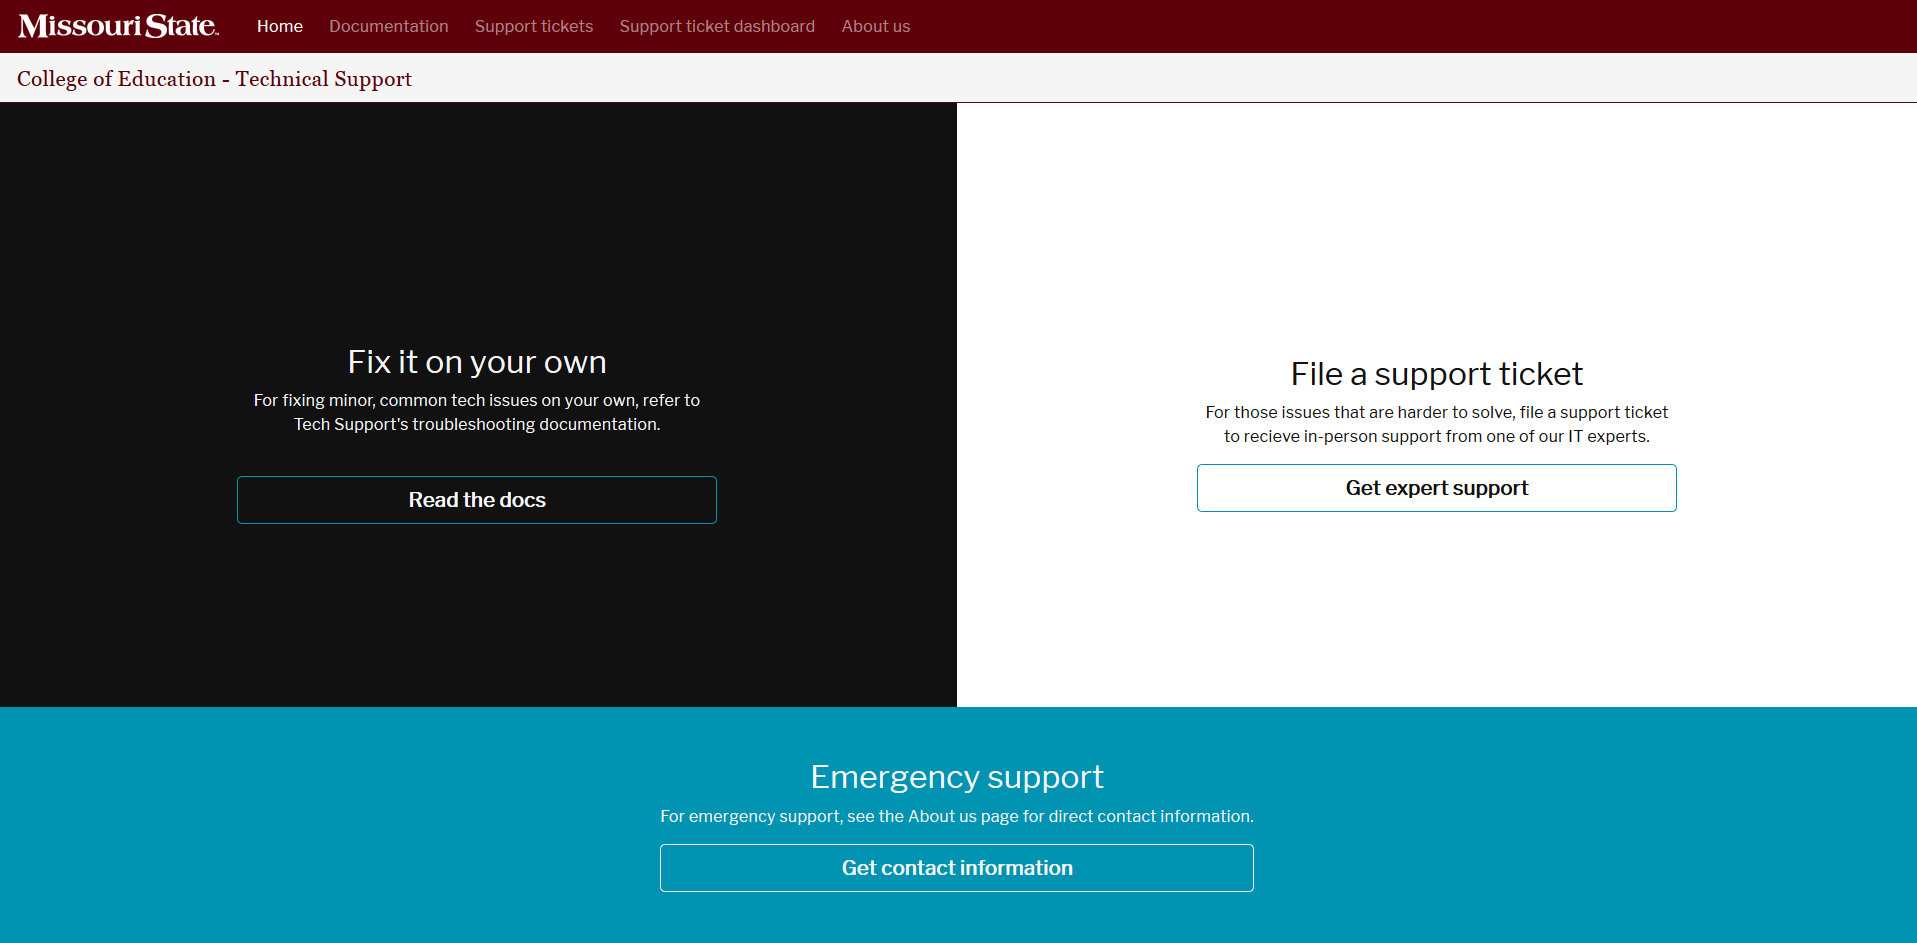 Missouri State™ Home Documentation Support tickets Support ticket dashboard About us
College of Education - Technical Support
Fix it on your own
For fixing minor, common tech issues on your own, refer to
Tech Support's troubleshooting documentation.
Read the docs
File a support ticket
For those issues that are harder to solve, file a support ticket
to recieve in-person support from one of our IT experts.
Get expert support
Emergency support
For emergency support, see the About us page for direct contact information.
Get contact information